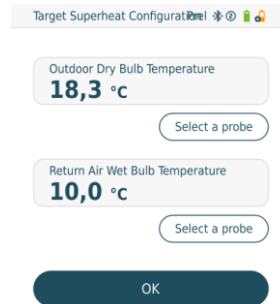 Target Superheat Configuration
Outdoor Dry Bulb Temperature
18,3 °C
Select a probe
Return Air Wet Bulb Temperature
10,0 °C
Select a probe
OK